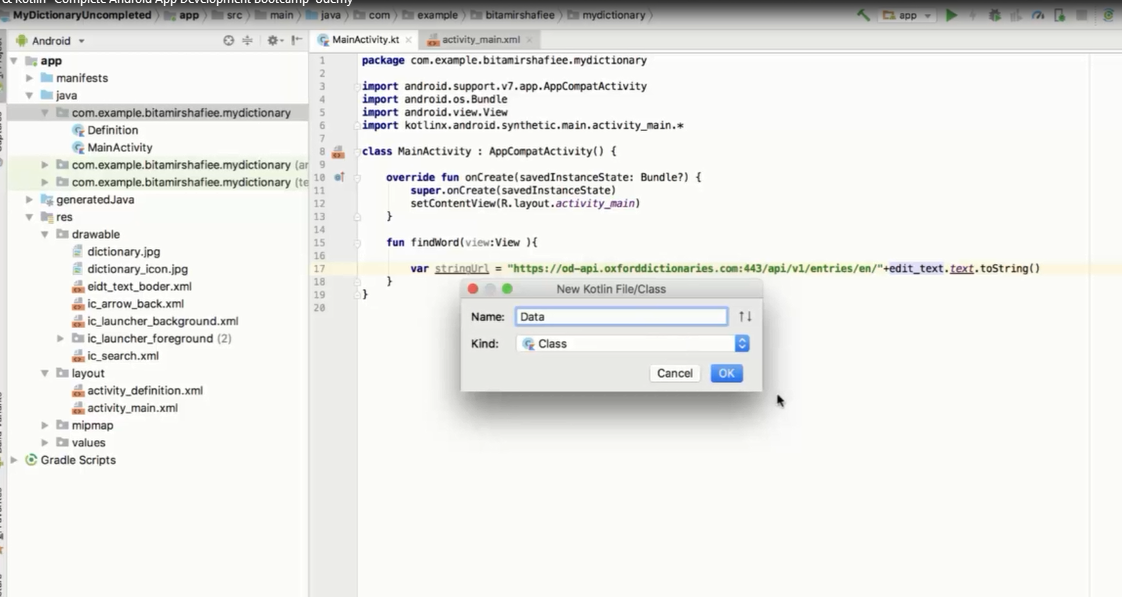 & Kotlin - Complete Android App Development Bootcamp - Udemy
MyDictionaryUncompleted app src main java com example bitamirshafiee mydictionary app
Android MainActivity.kt activity_main.xml
app
manifests
java
com.example.bitamirshafiee.mydictionary
Definition
MainActivity
com.example.bitamirshafiee.mydictionary (ar
com.example.bitamirshafiee.mydictionary (te
generatedJava
res
drawable
dictionary.jpg
dictionary_icon.jpg
eidt_text_boder.xml
ic_arrow_back.xml
ic_launcher_background.xml
ic_launcher_foreground (2)
ic_search.xml
layout
activity_definition.xml
activity_main.xml
mipmap
values
Gradle Scripts
1 package com.example.bitamirshafiee.mydictionary
2
3 import android.support.v7.app.AppCompatActivity
4 import android.os.Bundle
5 import android.view.View
6 import kotlinx.android.synthetic.main.activity_main.*
7
8 class MainActivity : AppCompatActivity() {
9
10 override fun onCreate(savedInstanceState: Bundle?) {
11 super.onCreate(savedInstanceState)
12 setContentView(R.layout.activity_main)
13 }
14
15 fun findWord(view:View ){
16
17 var stringUrl = "https://od-api.oxforddictionaries.com:443/api/v1/entries/en/"+edit_text.text.toString()
18 }
19 }
20
New Kotlin File/Class
Name: Data
Kind: Class
Cancel OK